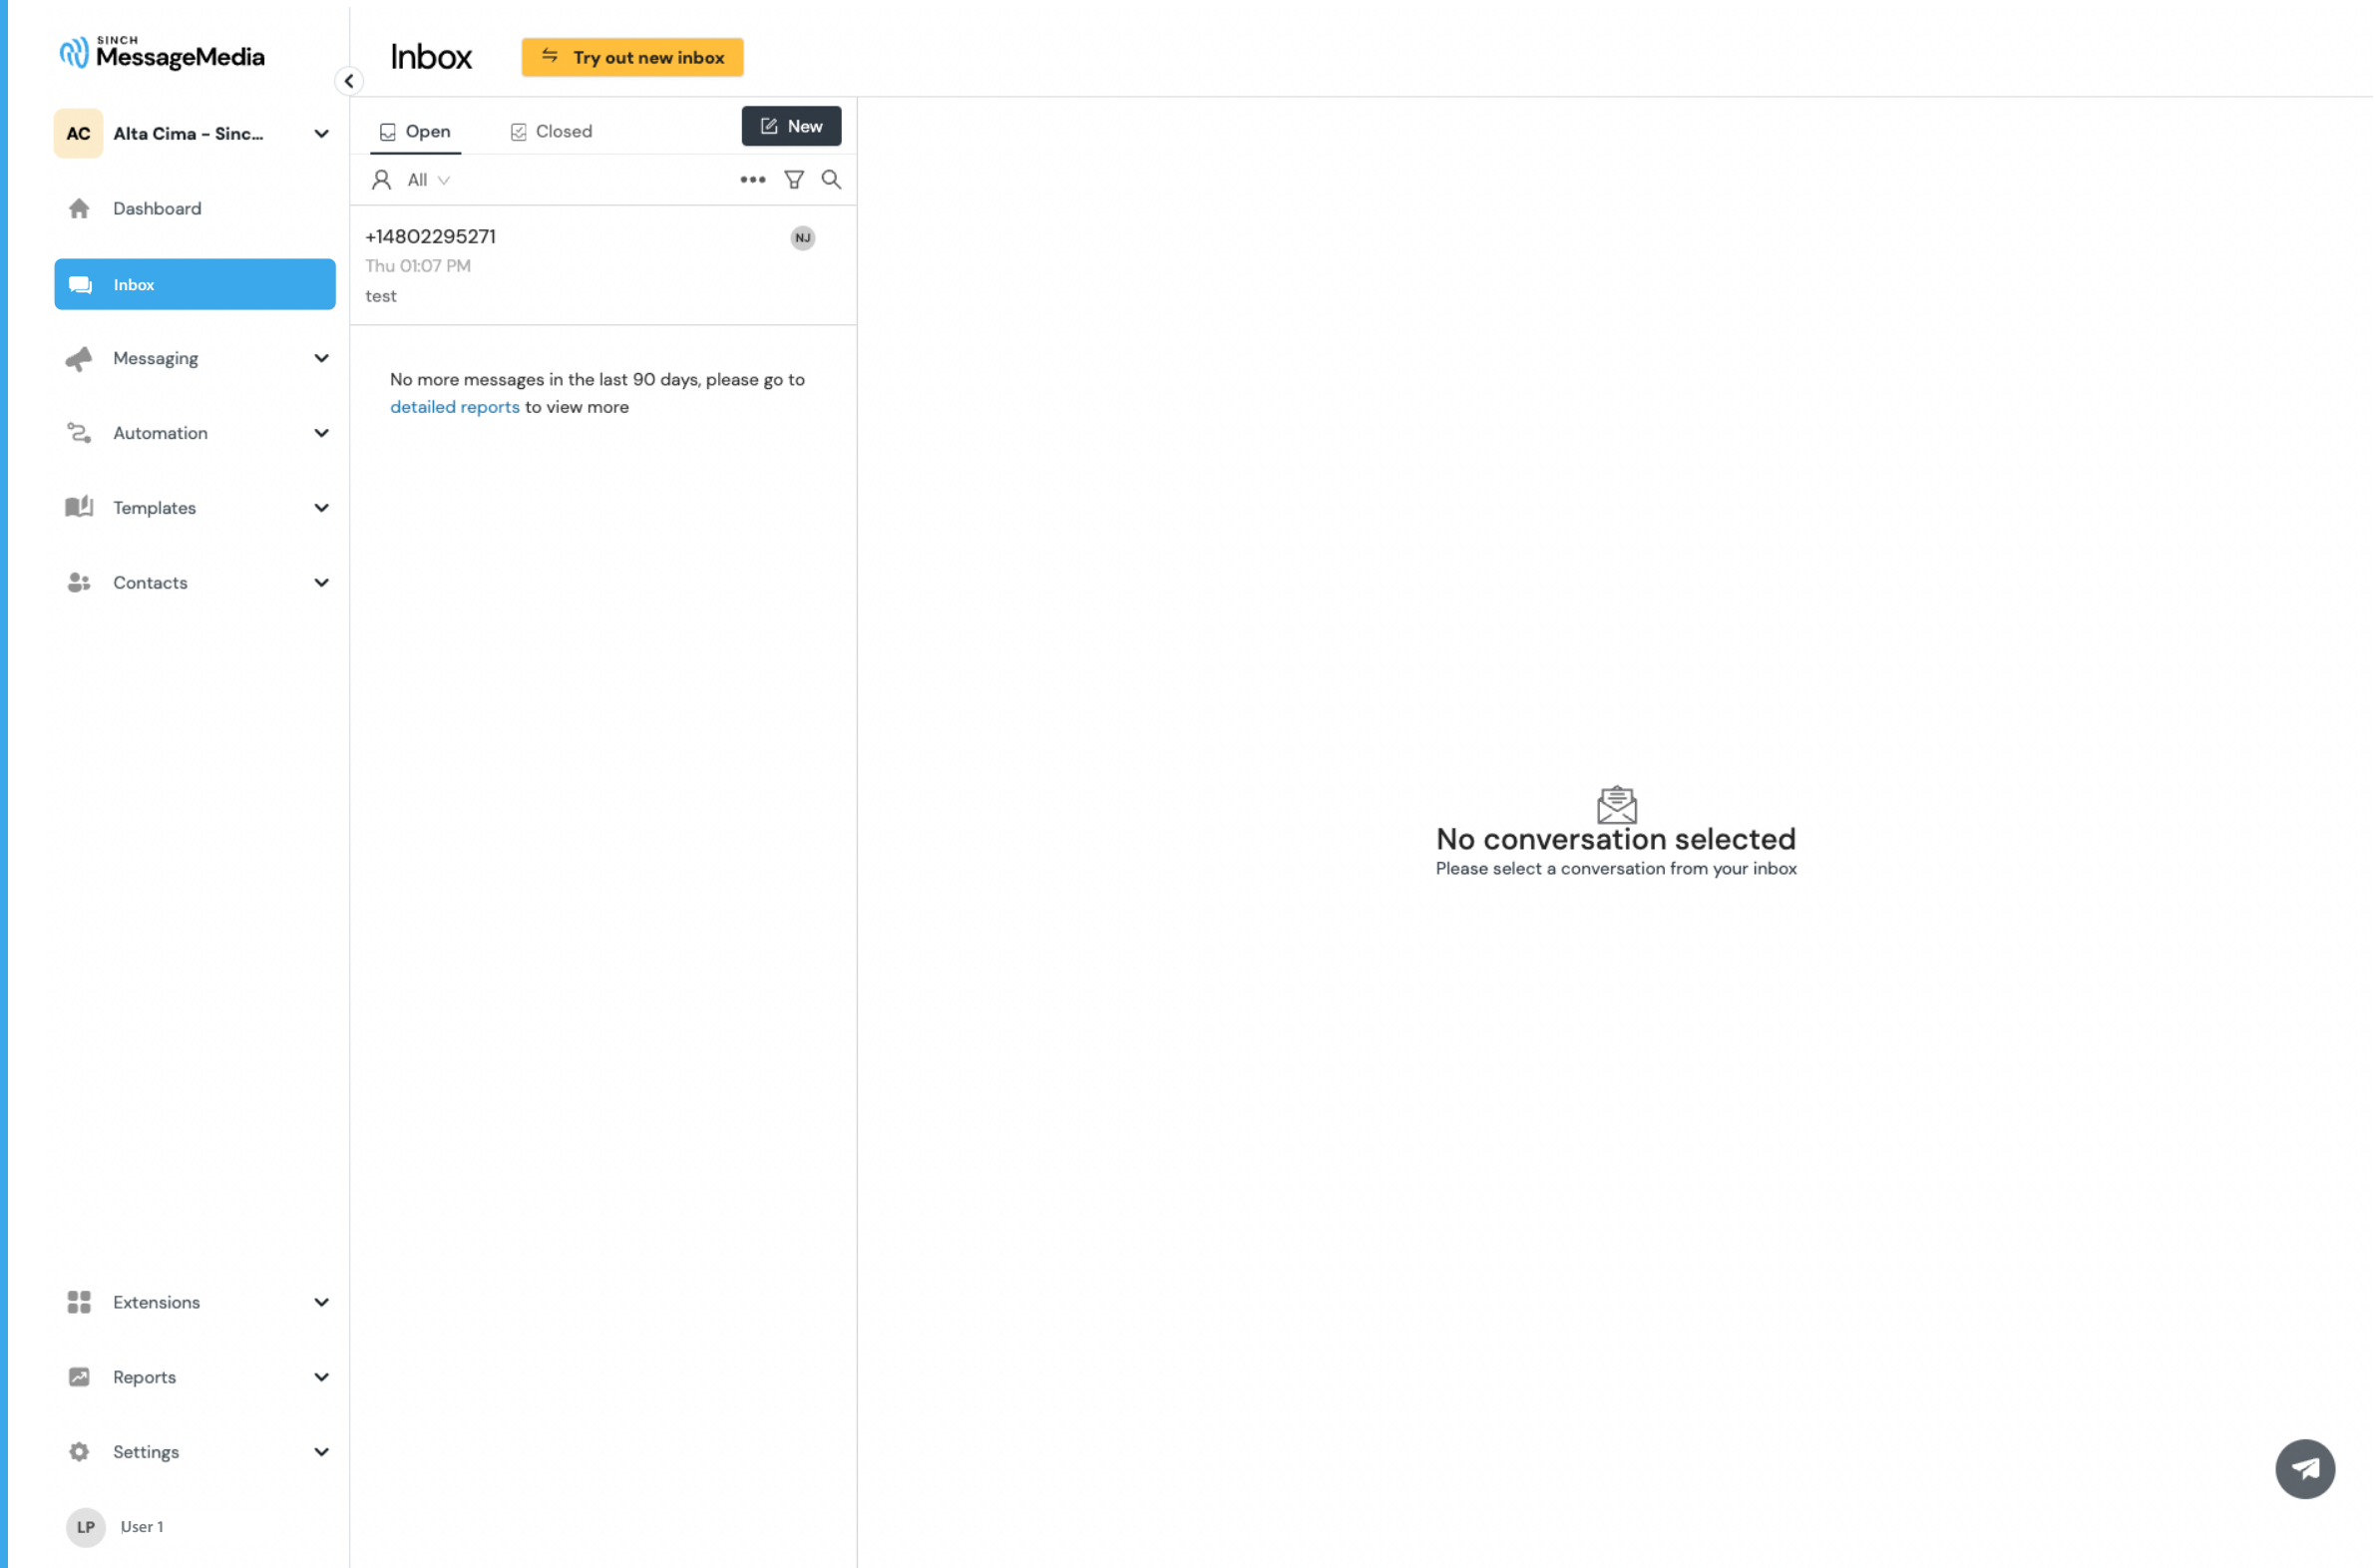 SINCH
MessageMedia
AC Alta Cima - Sinc...
Dashboard
Inbox
Messaging
Automation
Templates
Contacts
Extensions
Reports
Settings
LP User 1
Inbox
Try out new inbox
Open
Closed
New
All
+14802295271
NJ
Thu 01:07 PM
test
No more messages in the last 90 days, please go to
detailed reports to view more
No conversation selected
Please select a conversation from your inbox